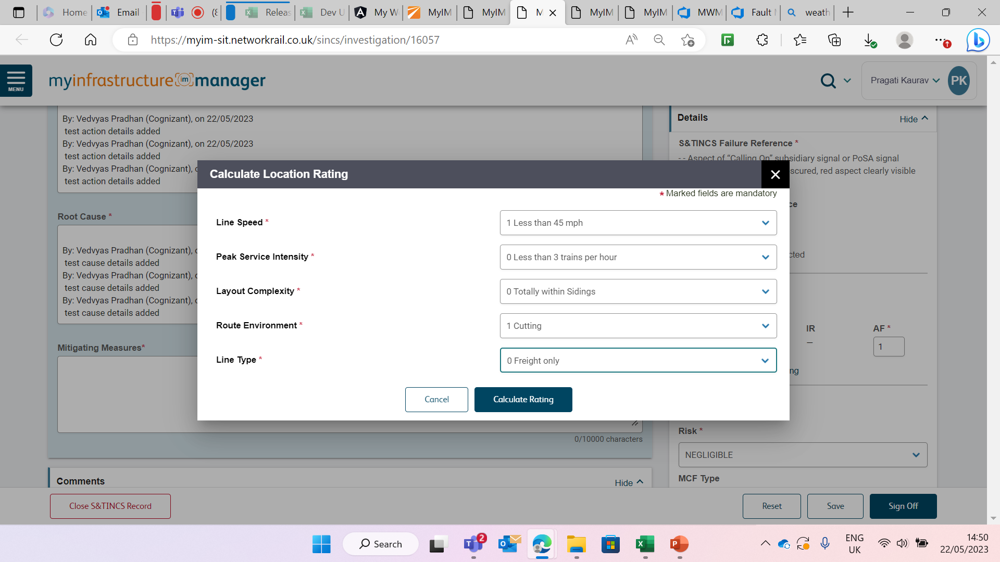 Home
Email
Releas
Dev U
My W
MyIM
MyIM
M
MyIM
MyIM
MWM
Fault
weath
https://myim-sit.networkrail.co.uk/sincs/investigation/16057
MENU
myinfrastructure im manager
Pragati Kaurav
PK
By: Vedvyas Pradhan (Cognizant), on 22/05/2023
test action details added
By: Vedvyas Pradhan (Cognizant), on 22/05/2023
test action details added
By: Vedvyas Pradhan (Cognizant),
test action details added
Root Cause *
By: Vedvyas Pradhan (Cognizant),
test cause details added
By: Vedvyas Pradhan (Cognizant),
test cause details added
By: Vedvyas Pradhan (Cognizant),
test cause details added
Mitigating Measures*
0/10000 characters
Comments
Hide
Details
Hide
S&TINCS Failure Reference *
- - Aspect of "Calling On" subsidiary signal or PoSA signal
scured, red aspect clearly visible
ce
cted
IR
–
AF *
1
ng
Risk *
NEGLIGIBLE
MCF Type
Calculate Location Rating
* Marked fields are mandatory
Line Speed *
1 Less than 45 mph
Peak Service Intensity *
0 Less than 3 trains per hour
Layout Complexity *
0 Totally within Sidings
Route Environment *
1 Cutting
Line Type *
0 Freight only
Cancel
Calculate Rating
Close S&TINCS Record
Reset
Save
Sign Off
Search
2
ENG
UK
14:50
22/05/2023